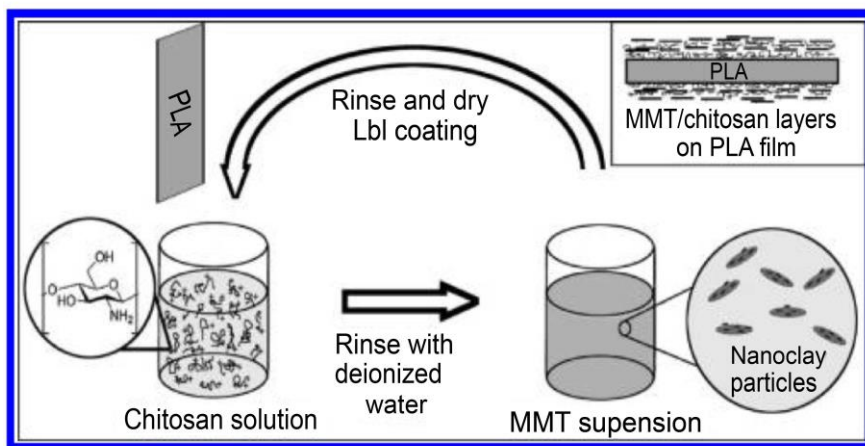 PLA
Rinse and dry
Lbl coating
PLA
MMT/chitosan layers
on PLA film
OH
O
O
HO
NH2
Rinse with
deionized
water
Chitosan solution
MMT supension
Nanoclay
particles